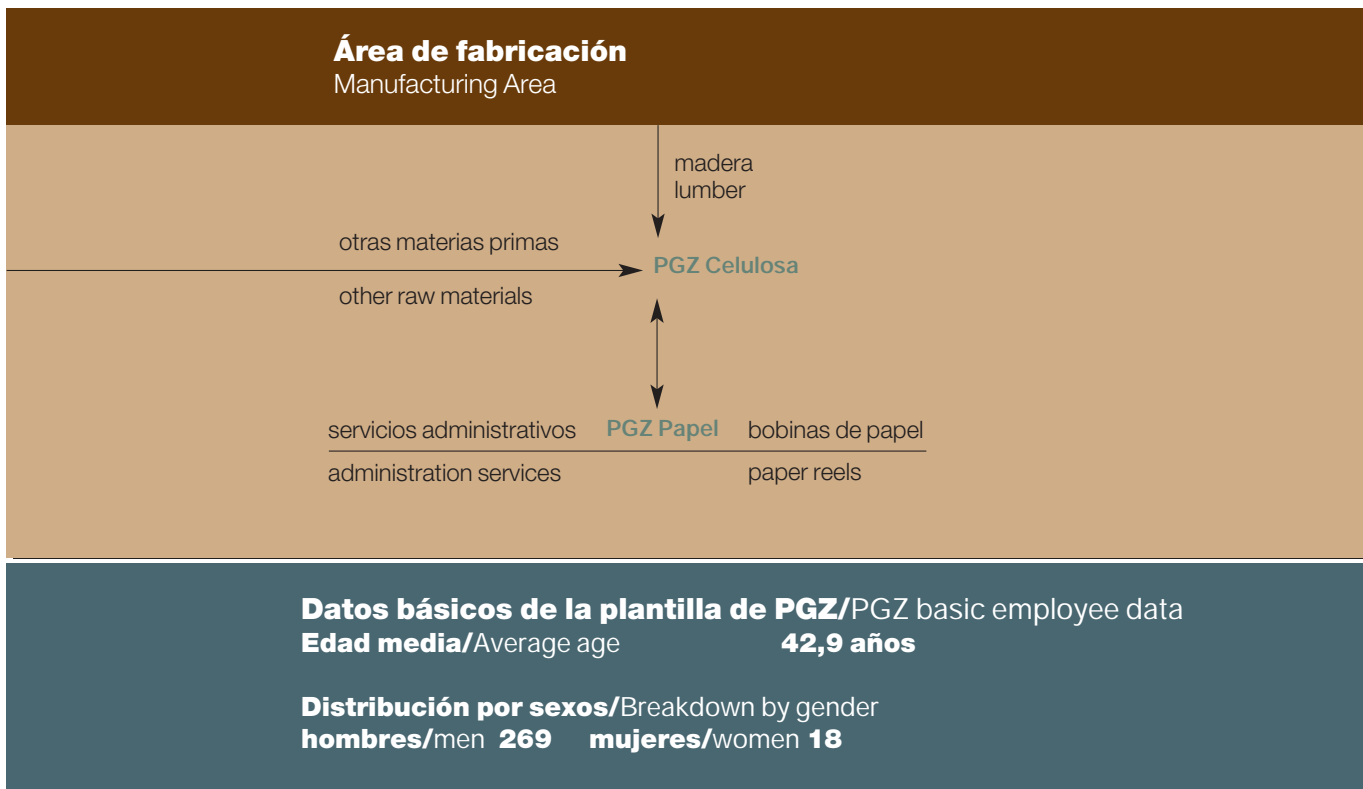 Área de fabricación
Manufacturing Area
madera
lumber
otras materias primas
PGZ Celulosa
other raw materials
servicios administrativos PGZ Papel bobinas de papel
administration services paper reels
Datos básicos de la plantilla de PGZ/PGZ basic employee data
Edad media/Average age 42,9 años
Distribución por sexos/Breakdown by gender
hombres/men 269 mujeres/women 18